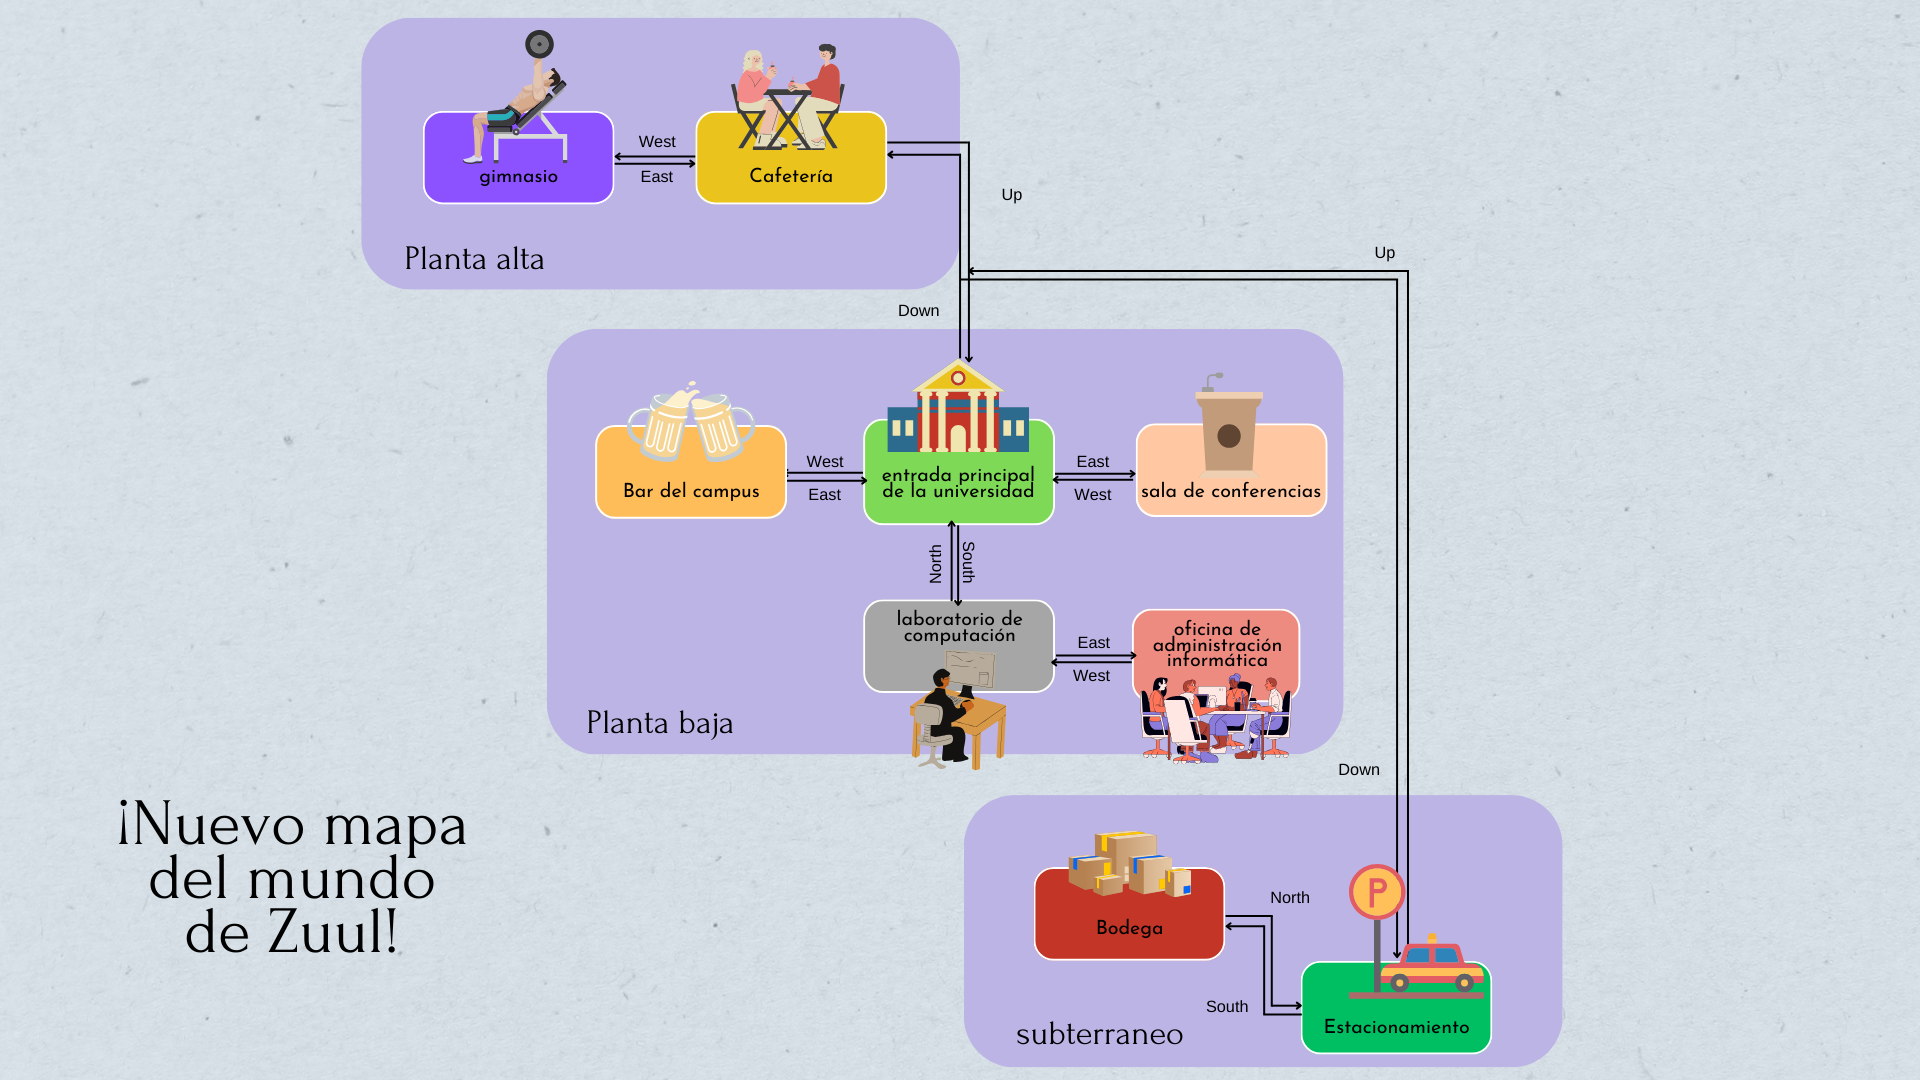 West
East
gimnasio
Cafetería
Up
Planta alta
Up
Down
West
East
Bar del campus
entrada principal
de la universidad
East
West
sala de conferencias
North
South
laboratorio de
computación
East
West
oficina de
administración
informática
Planta baja
Down
¡Nuevo mapa
del mundo
de Zuul!
P
North
Bodega
South
Estacionamiento
subterraneo